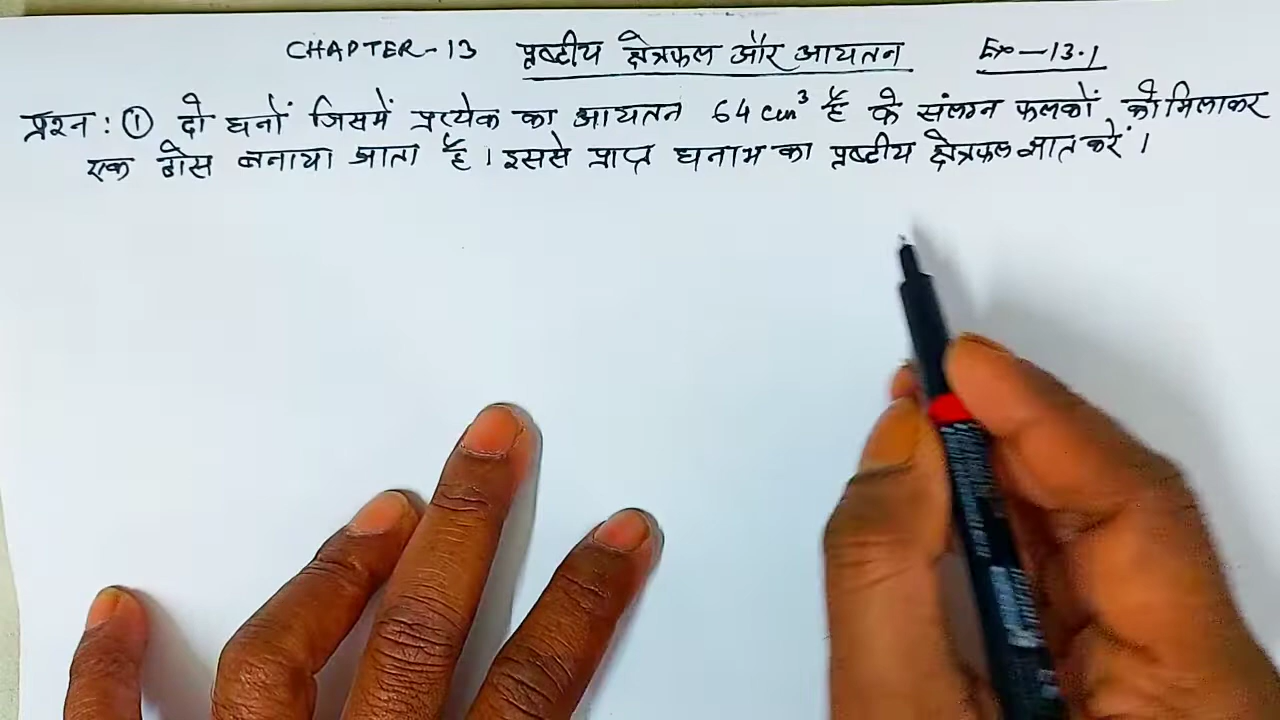 CHAPTER-13 पृष्टीय क्षेत्रफल और आयतन Ex-13.1
प्रश्न: ① दो घनों जिसमें प्रत्येक का आयतन 64 cm³ है के संलग्न फलकों को मिलाकर
एक ठोस बनाया जाता है। इससे प्राप्त घनाभ का पृष्टीय क्षेत्रफल ज्ञात करें।